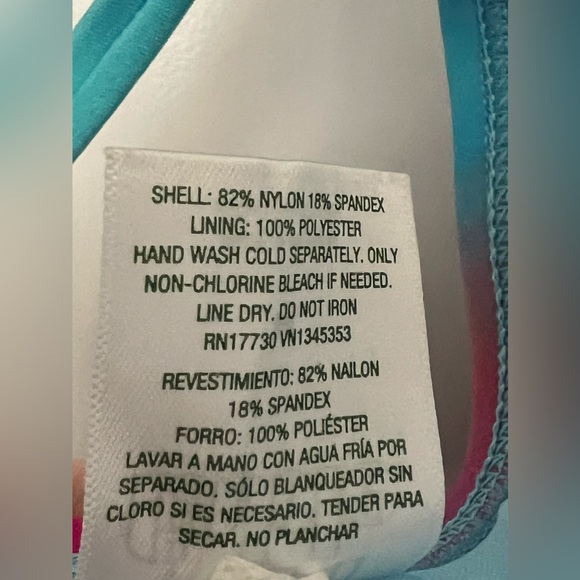 SHELL: 82% NYLON 18% SPANDEX
LINING: 100% POLYESTER
HAND WASH COLD SEPARATELY. ONLY
NON-CHLORINE BLEACH IF NEEDED.
LINE DRY. DO NOT IRON
RN17730 VN1345353
REVESTIMIENTO: 82% NAILON
18% SPANDEX
FORRO: 100% POLIÉSTER
LAVAR A MANO CON AGUA FRÍA POR
SEPARADO. SÓLO BLANQUEADOR SIN
CLORO SI ES NECESARIO. TENDER PARA
SECAR. NO PLANCHAR